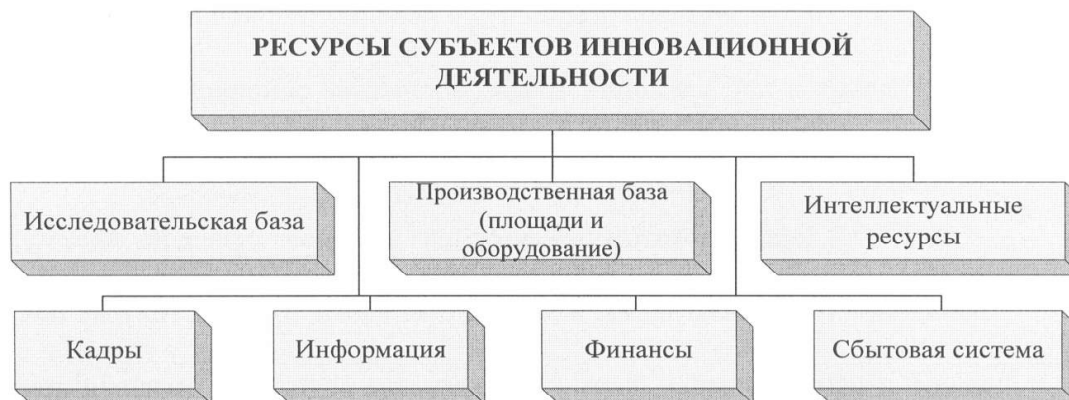 РЕСУРСЫ СУБЪЕКТОВ ИННОВАЦИОННОЙ
ДЕЯТЕЛЬНОСТИ
Исследовательская база
Производственная база
(площади и
оборудование)
Интеллектуальные
ресурсы
Кадры
Информация
Финансы
Сбытовая система